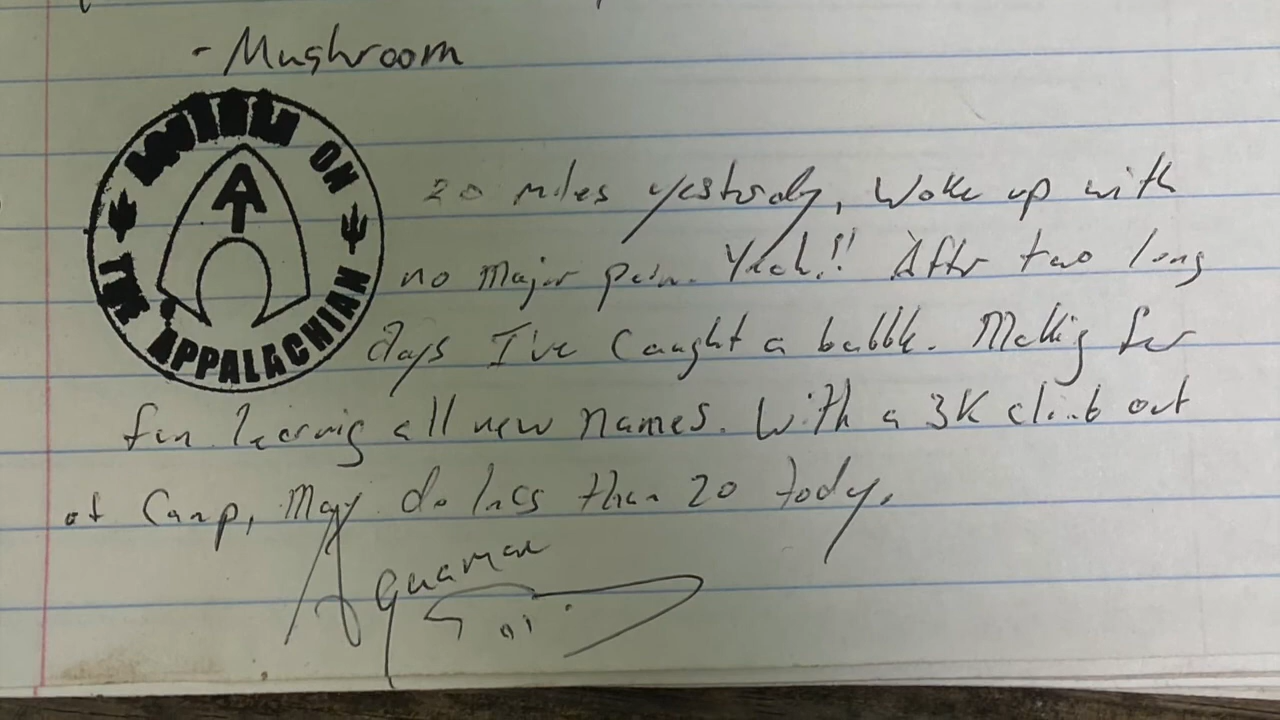 - Mushroom
ON
THE APPALACHIAN
AT
20 miles yesterday, Woke up with
no major pain. Yeah!! After two long
days I've caught a bubble. Making for
fun learning all new names. With a 3K climb out
of Camp, May do less than 20 today.
Aquaman